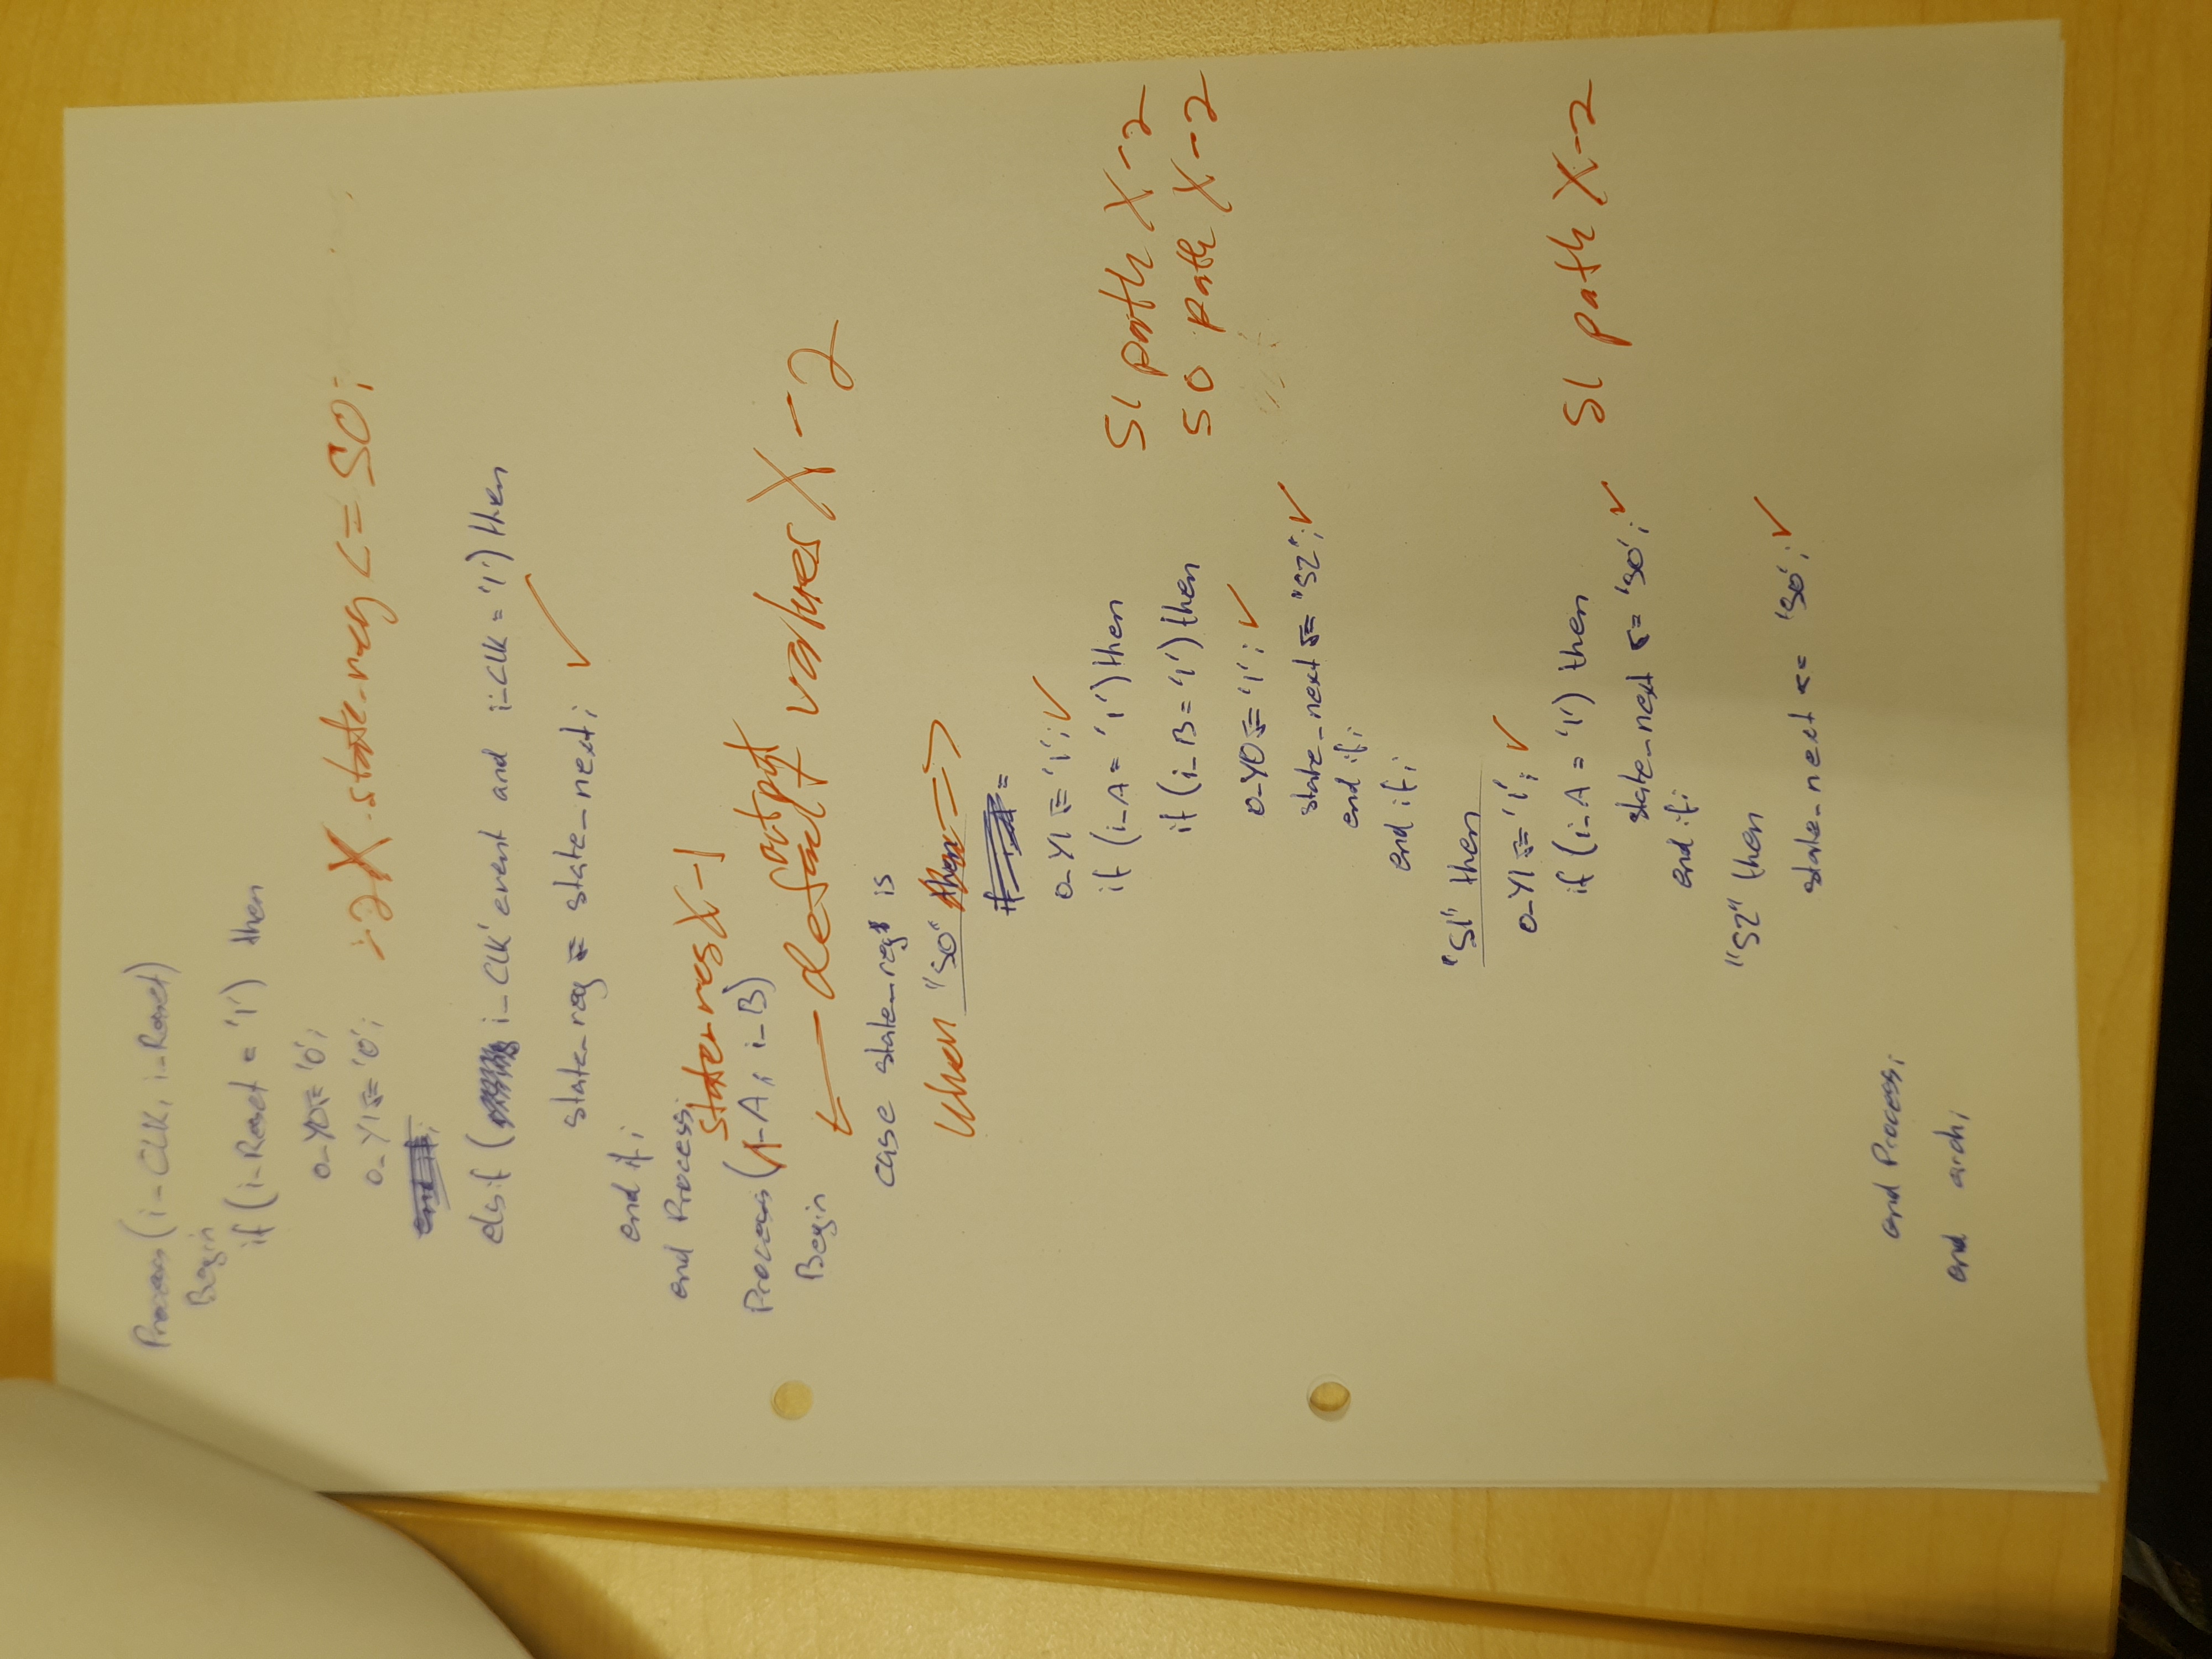 Process (i-CLK, i-Reset)
Begin
if (i-Reset = '1') then
o-Y0 <= '0';
o-Y1 <= '0'; -2X state-reg <= S0;
end if;
elsif (i-CLK' event and i-CLK = '1') then
state-reg <= state-next; ✓
end if;
end Process;
state-reg X -1
Process (i-A, i-B)
output
Begin ← default values X -2
case state-reg is
when "S0" then =>
if =
o-Y1 <= '1'; ✓
if (i-A = '1') then S1 path X-2
if (i-B = '1') then S0 path X-2
o-Y0 <= '1'; ✓
state-next <= "S2"; ✓
end if;
end if;
"S1" then
o-Y1 <= '1'; ✓
if (i-A = '1') then S1 path X-2
state-next <= 'S0'; ✓
end if;
"S2" then
state-next <= 'S0'; ✓
end Process;
end arch;